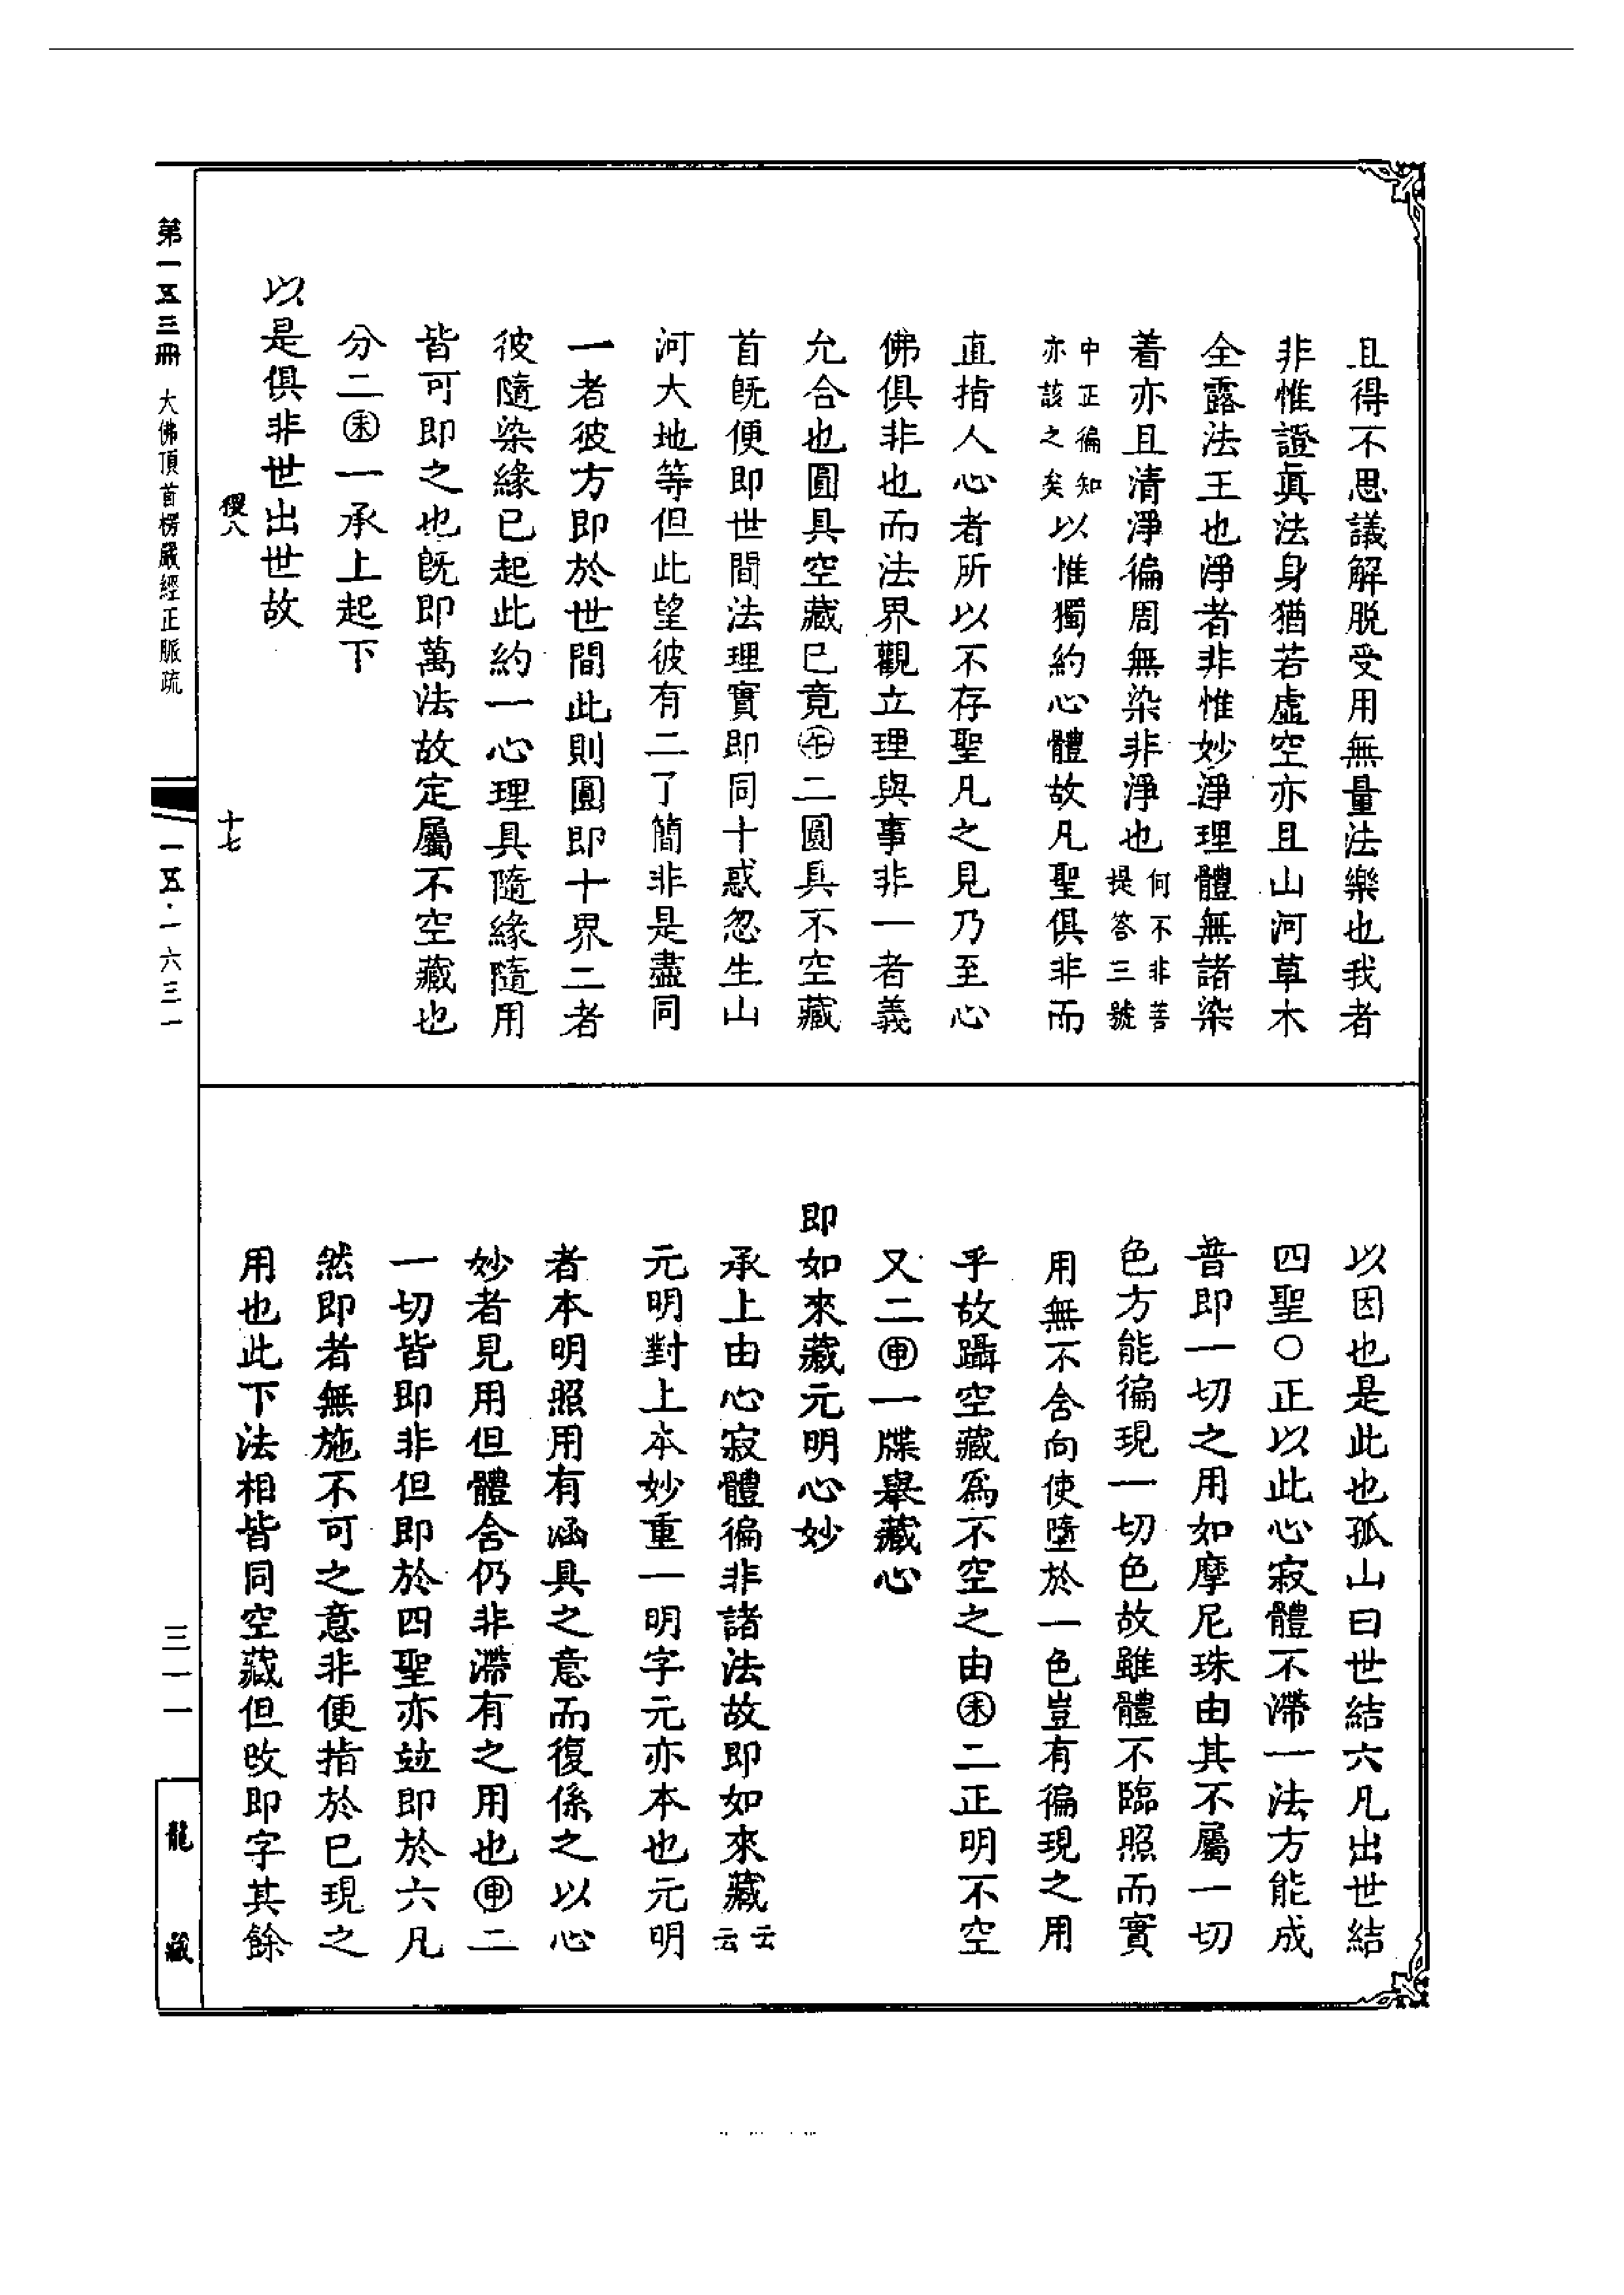 且得不思議解脫受用無量法樂也我者
非惟證眞法身猶若虛空亦且山河草木
全露法王也淨者非惟妙淨理體無諸染
着亦且清淨徧周無染非淨也何不非菩提答三號
中正徧知亦該之矣以惟獨約心體故凡聖俱非而
直指人心者所以不存聖凡之見乃至心
佛俱非也而法界觀立理與事非一者義
允合也圓具空藏巳竟㊌二圓具不空藏
首旣便即世間法理實即同十惑忽生山
河大地等但此望彼有二了簡非是盡同
一者彼方即於世間此則圓即十界二者
彼隨染緣已起此約一心理具隨緣隨用
皆可即之也旣即萬法故定屬不空藏也
分二㊍一承上起下
以是俱非世出世故
以因也是此也孤山曰世結六凡出世結
四聖○正以此心寂體不滯一法方能成
普即一切之用如摩尼珠由其不屬一切
色方能徧現一切色故雖體不臨照而實
用無不含向使墮於一色豈有徧現之用
乎故躡空藏爲不空之由㊍二正明不空
又二㊥一牒舉藏心
即如來藏元明心妙
承上由心寂體徧非諸法故即如來藏云云
元明對上本妙重一明字元亦本也元明
者本明照用有涵具之意而復係之以心
妙者見用但體含仍非滯有之用也㊥二
一切皆即非但即於四聖亦竝即於六凡
然即者無施不可之意非便指於已現之
用也此下法相皆同空藏但改即字其餘
第一五三冊 大佛頂首楞嚴經正脈疏
稷八 十七
一五·一六三一
三一一
龍藏